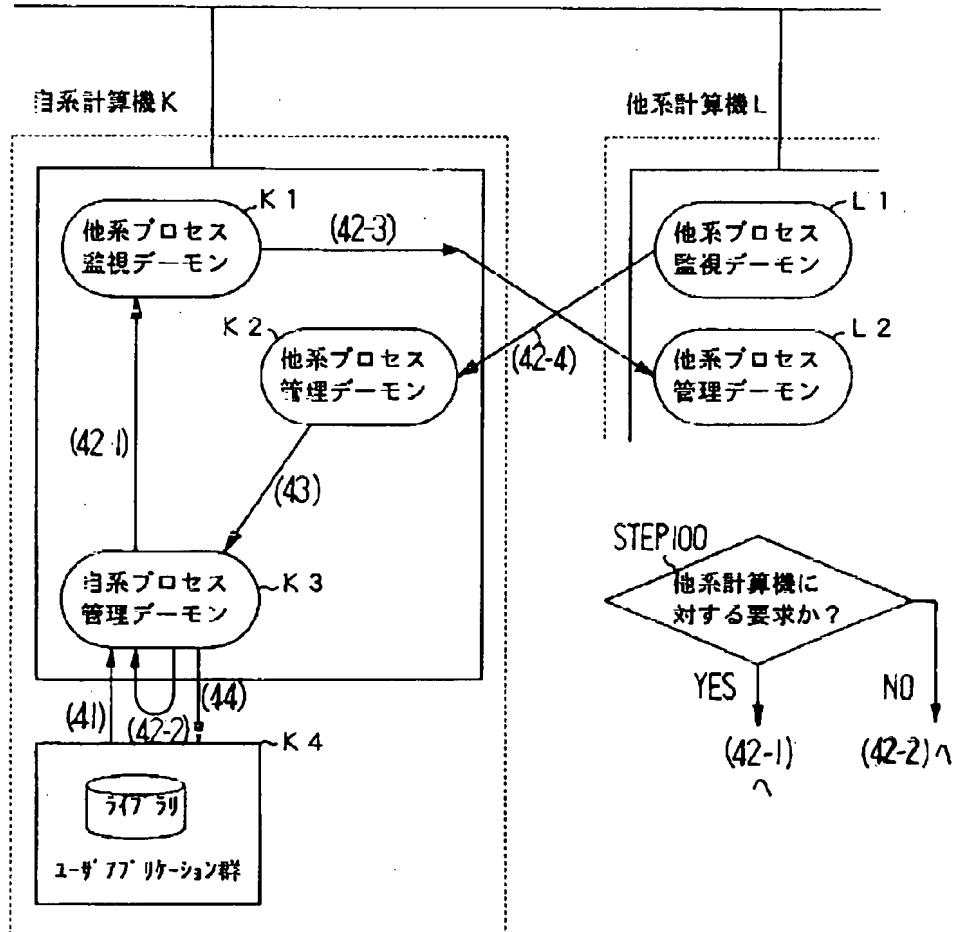 自系計算機K
他系計算機L
K1
他系プロセス
監視デーモン
(42-3)
L1
他系プロセス
監視デーモン
K2
他系プロセス
管理デーモン
(42-4)
L2
他系プロセス
管理デーモン
(42-1)
(43)
自系プロセス
管理デーモン
K3
STEP100
他系計算機に
対する要求か?
YES
NO
(42-1)
へ
(42-2)へ
(41)
(42-2)
(44)
K4
ライブラリ
ユーザアプリケーション群